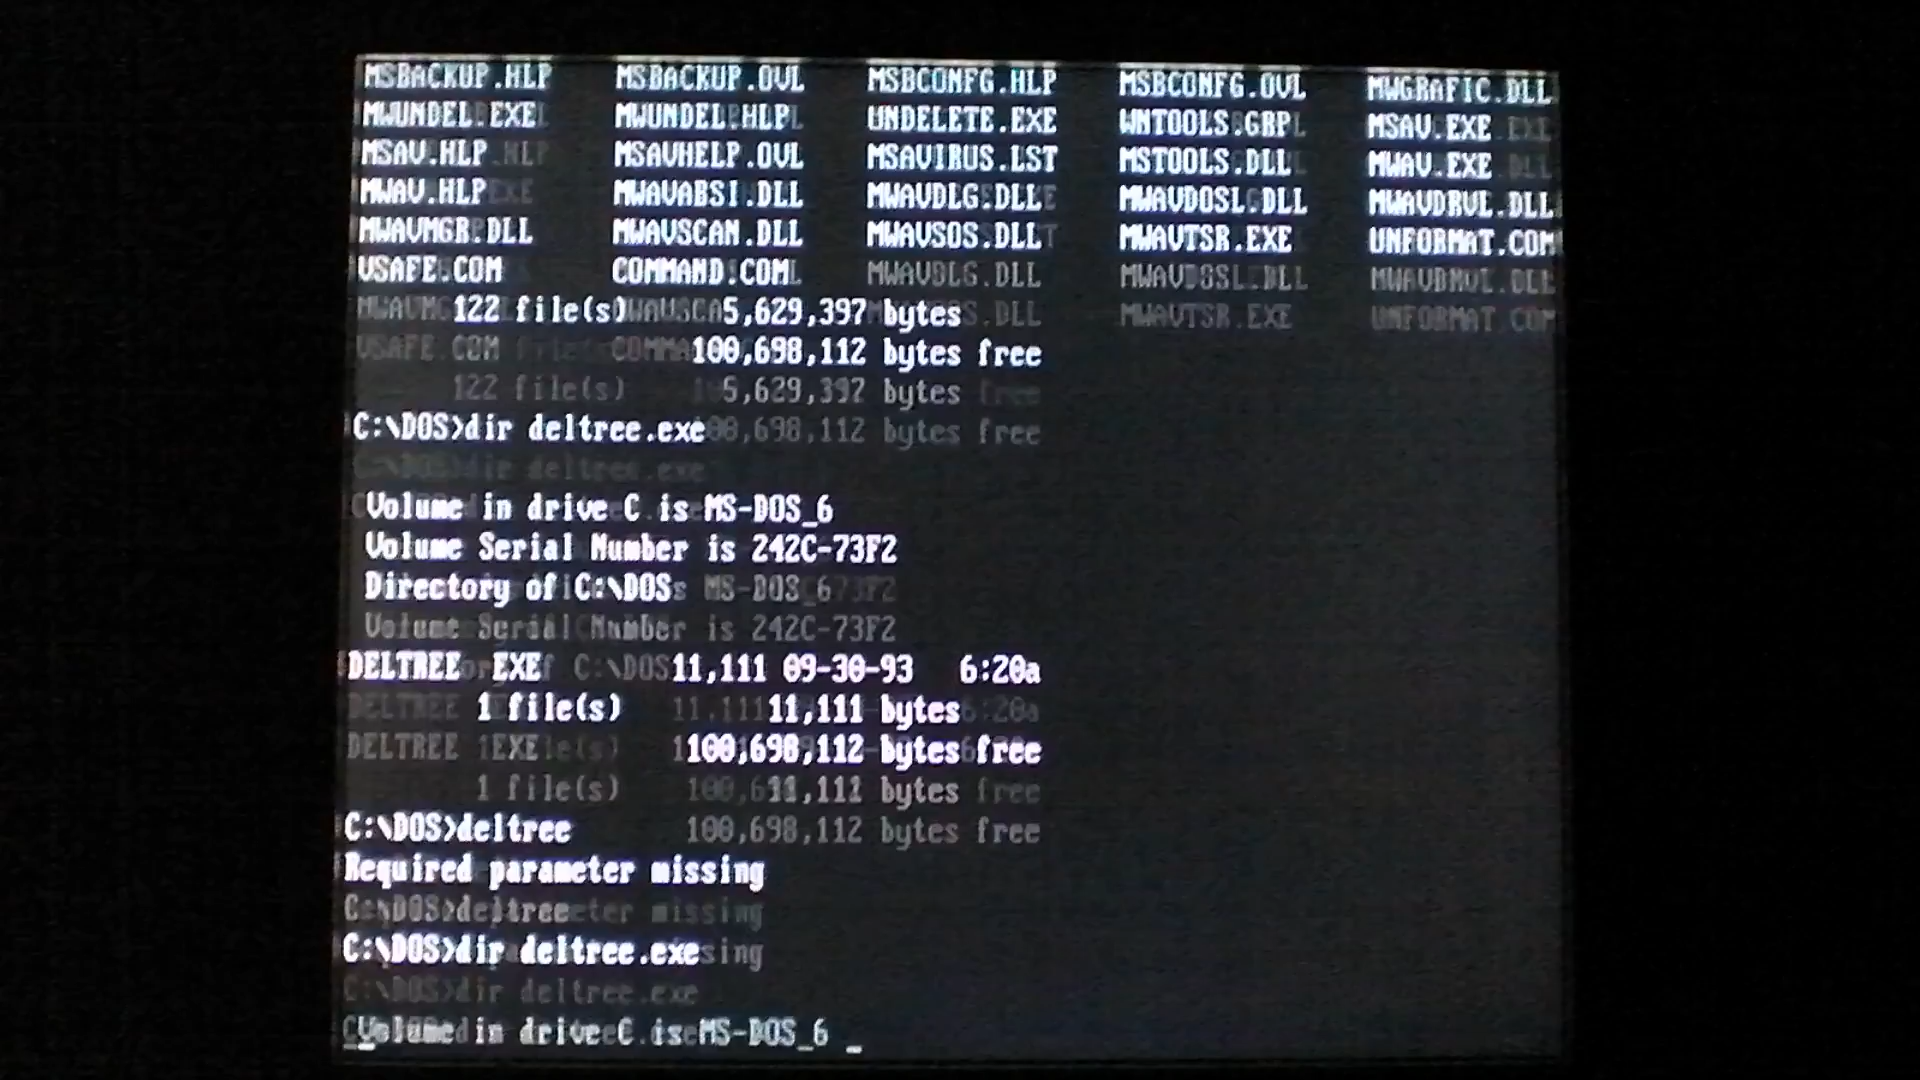 MSBACKUP.HLP MSBACKUP.OVL MSBCONFG.HLP MSBCONFG.OVL MWGRAFIC.DLL
MWUNDEL.EXE MWUNDEL.HLP UNDELETE.EXE WNTOOLS.GRP MSAV.EXE
MSAV.HLP MSAVHELP.OVL MSAVIRUS.LST MSTOOLS.DLL MWAV.EXE
MWAV.HLP MWAVABSI.DLL MWAVDLG.DLL MWAVDOSL.DLL MWAVDRVL.DLL
MWAVMGR.DLL MWAVSCAN.DLL MWAVSOS.DLL MWAVTSR.EXE UNFORMAT.COM
VSAFE.COM COMMAND.COM
122 file(s) 5,629,397 bytes
100,698,112 bytes free
C:\DOS>dir deltree.exe
Volume in drive C is MS-DOS_6
Volume Serial Number is 242C-73F2
Directory of C:\DOS
DELTREE EXE 11,111 09-30-93 6:20a
1 file(s) 11,111 bytes
100,698,112 bytes free
C:\DOS>deltree
Required parameter missing
C:\DOS>dir deltree.exe
Volume in drive C is MS-DOS_6